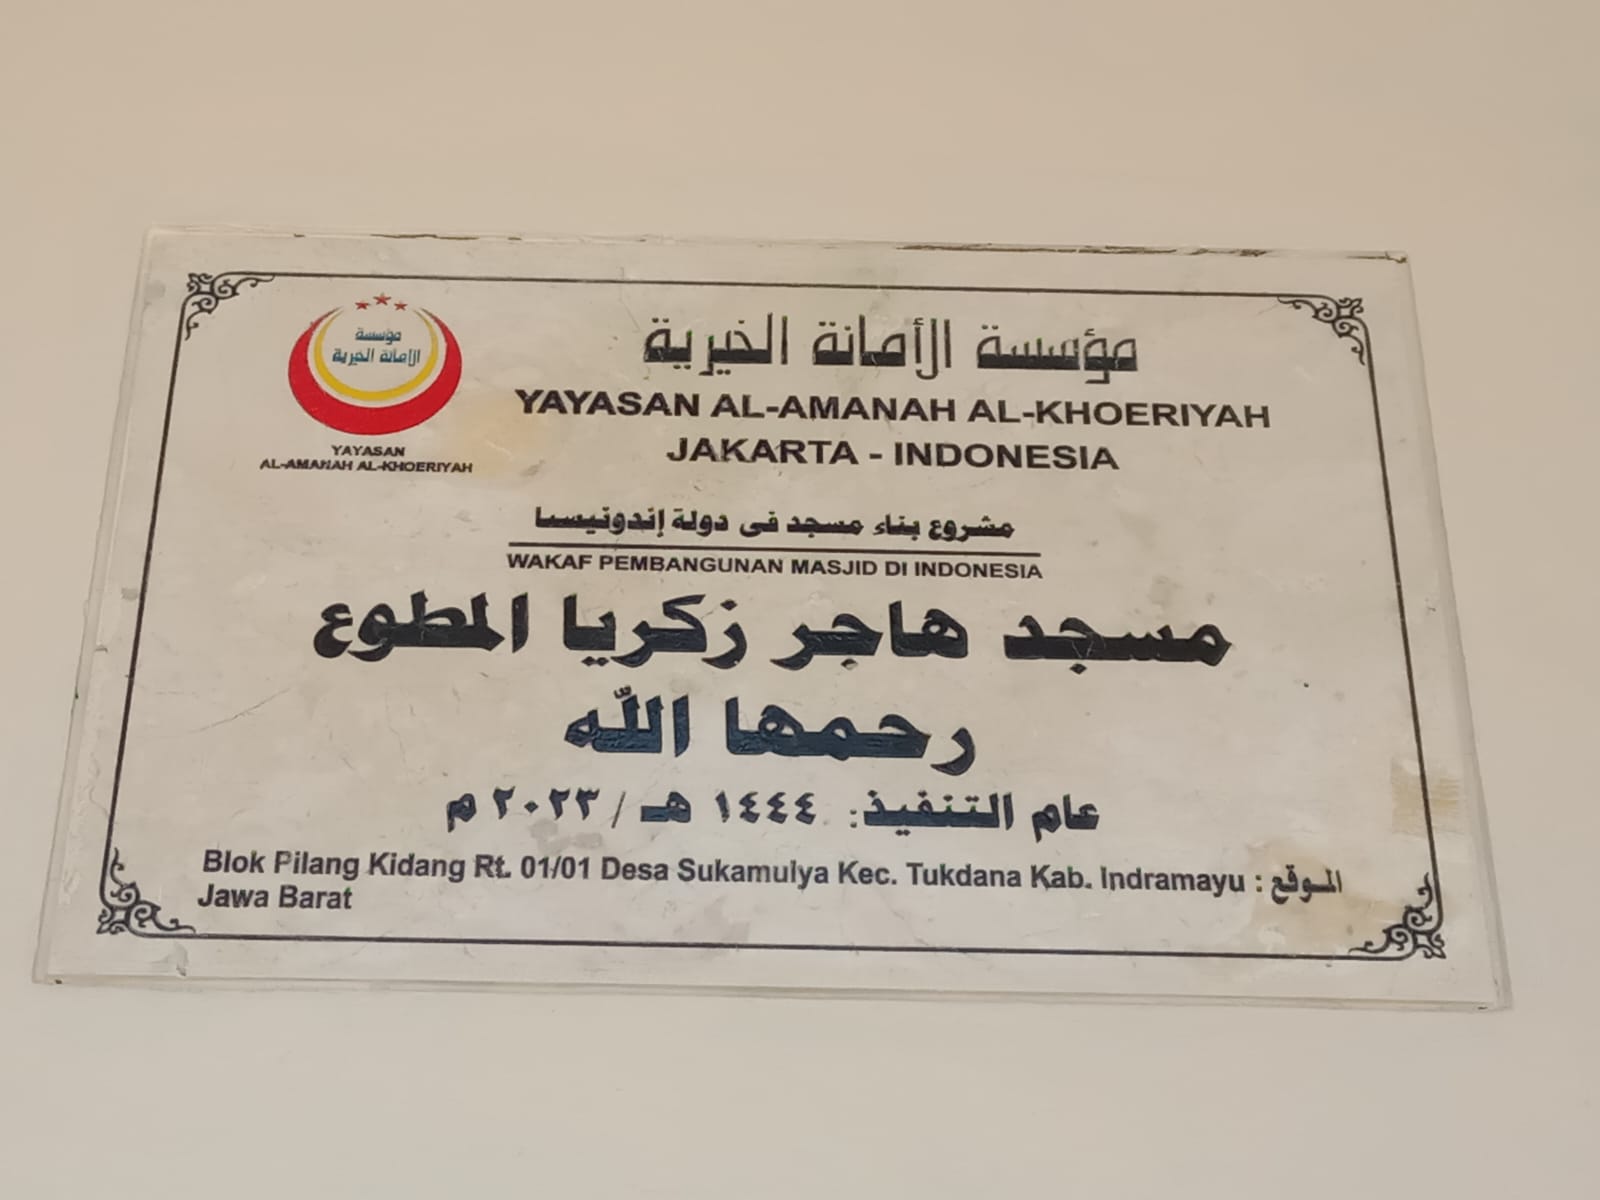 مؤسسة
الأمانة الخيرية
YAYASAN
AL-AMANAH AL-KHOERIYAH
مؤسسة الأمانة الخيرية
YAYASAN AL-AMANAH AL-KHOERIYAH
JAKARTA - INDONESIA
مشروع بناء مسجد فى دولة إندونيسيا
WAKAF PEMBANGUNAN MASJID DI INDONESIA
مسجد هاجر زكريا المطوع
رحمها الله
عام التنفيذ: ١٤٤٤ هـ / ٢٠٢٣ م
الموقع : Blok Pilang Kidang Rt. 01/01 Desa Sukamulya Kec. Tukdana Kab. Indramayu
Jawa Barat